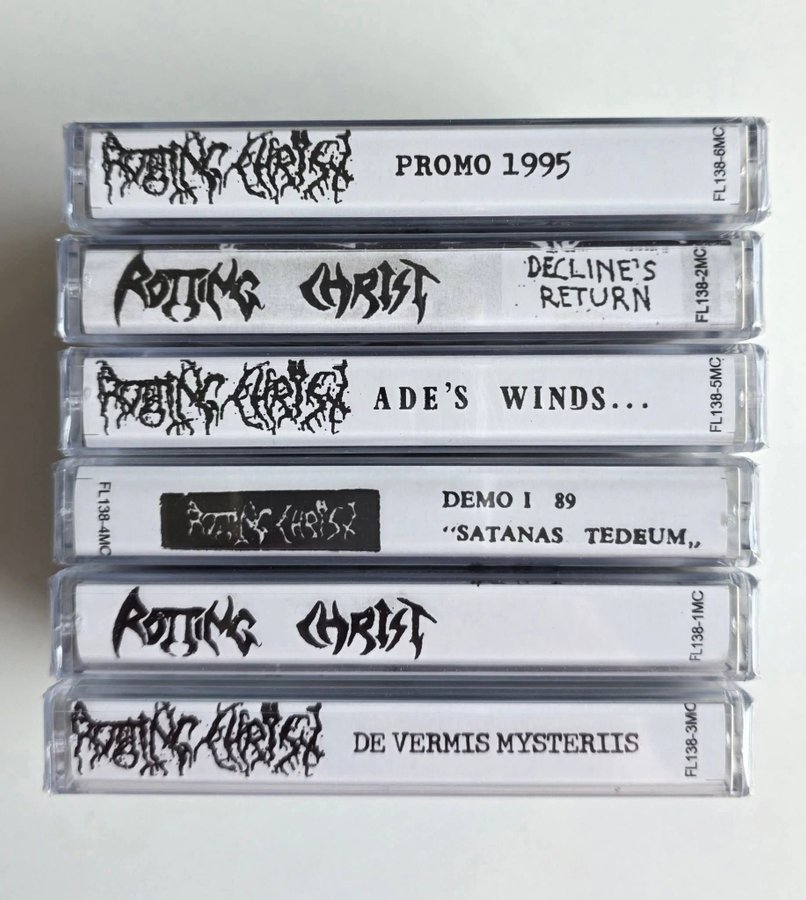 ROTTING CHRIST PROMO 1995 FL138-6MC
ROTTING CHRIST DECLINE'S
RETURN FL138-2MC
ROTTING CHRIST ADE'S WINDS... FL138-5MC
FL138-4MC ROTTING CHRIST DEMO I 89
“SATANAS TEDEUM„
ROTTING CHRIST FL138-1MC
ROTTING CHRIST DE VERMIS MYSTERIIS FL138-3MC